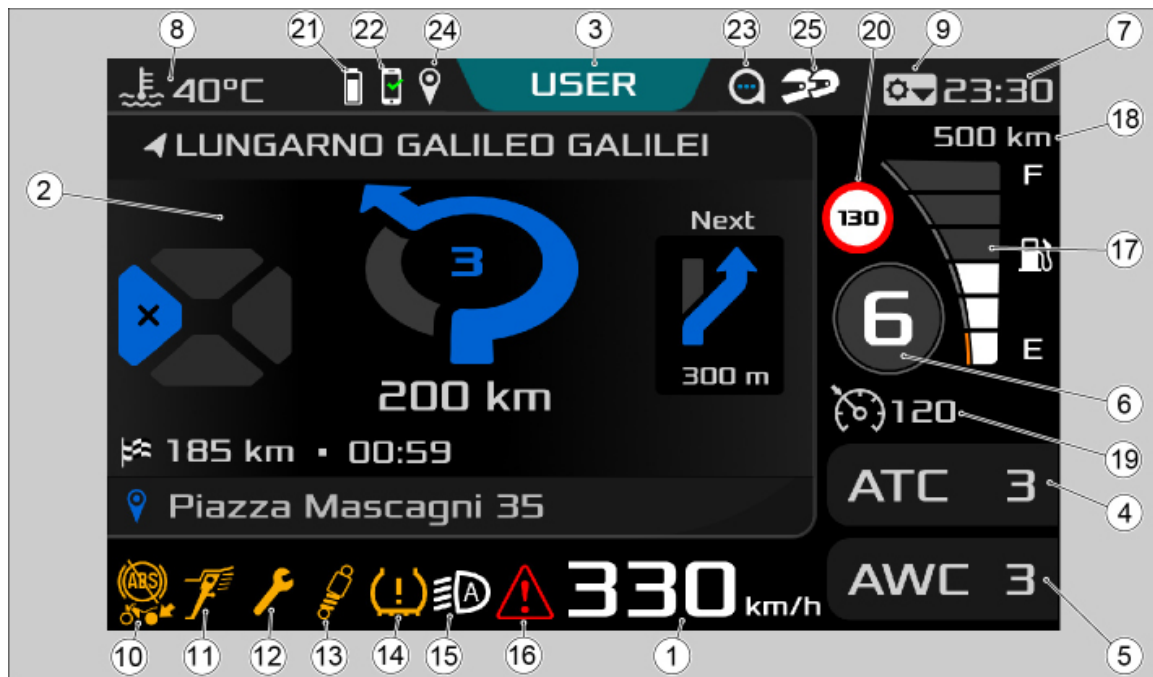 8 21 22 24 3 23 25 20 9 7
40°C USER 23:30
LUNGARNO GALILEO GALILEI
500 km 18
2
F
130
Next
3
17
6
E
300 m
200 km
6
120
185 km ▪ 00:59
19
ATC 3
4
Piazza Mascagni 35
ABS
A
330 km/h
AWC 3
10 11 12 13 14 15 16 1 5